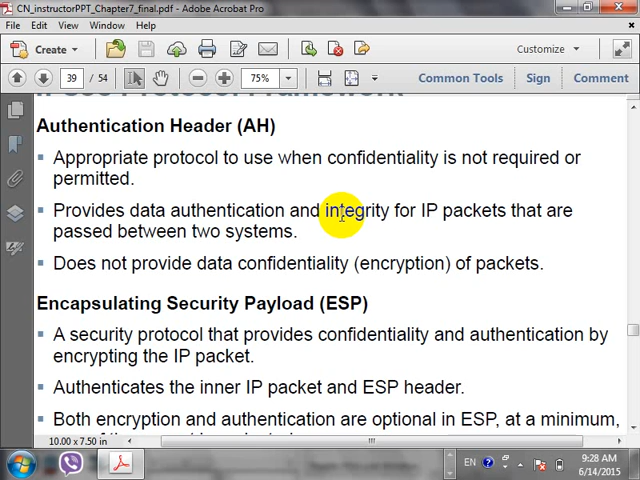 CN_instructorPPT_Chapter7_final.pdf - Adobe Acrobat Pro
File Edit View Window Help
Create Customize
39 / 54 75% Common Tools Sign Comment
IPsec Protocol Framework
Authentication Header (AH)
Appropriate protocol to use when confidentiality is not required or
permitted.
Provides data authentication and integrity for IP packets that are
passed between two systems.
Does not provide data confidentiality (encryption) of packets.
Encapsulating Security Payload (ESP)
A security protocol that provides confidentiality and authentication by
encrypting the IP packet.
Authenticates the inner IP packet and ESP header.
Both encryption and authentication are optional in ESP, at a minimum,
10.00 x 7.50 in
EN 9:28 AM
6/14/2015